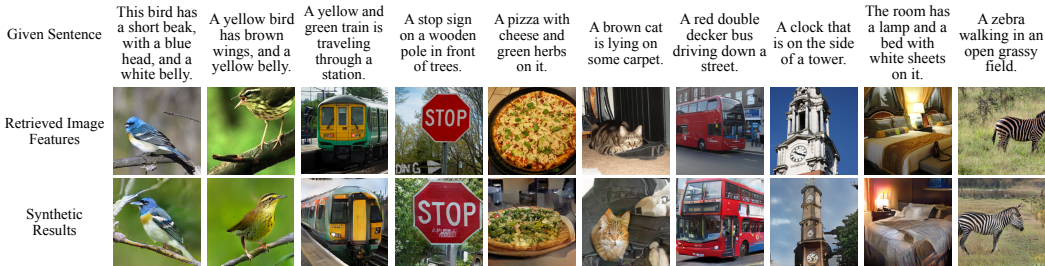 Given Sentence
This bird has
a short beak,
with a blue
head, and a
white belly.
A yellow bird
has brown
wings, and a
yellow belly.
A yellow and
green train is
traveling
through a
station.
A stop sign
on a wooden
pole in front
of trees.
A pizza with
cheese and
green herbs
on it.
A brown cat
is lying on
some carpet.
A red double
decker bus
driving down a
street.
A clock that
is on the side
of a tower.
The room has
a lamp and a
bed with
white sheets
on it.
A zebra
walking in an
open grassy
field.
Retrieved Image
Features
STOP
Synthetic
Results
STOP